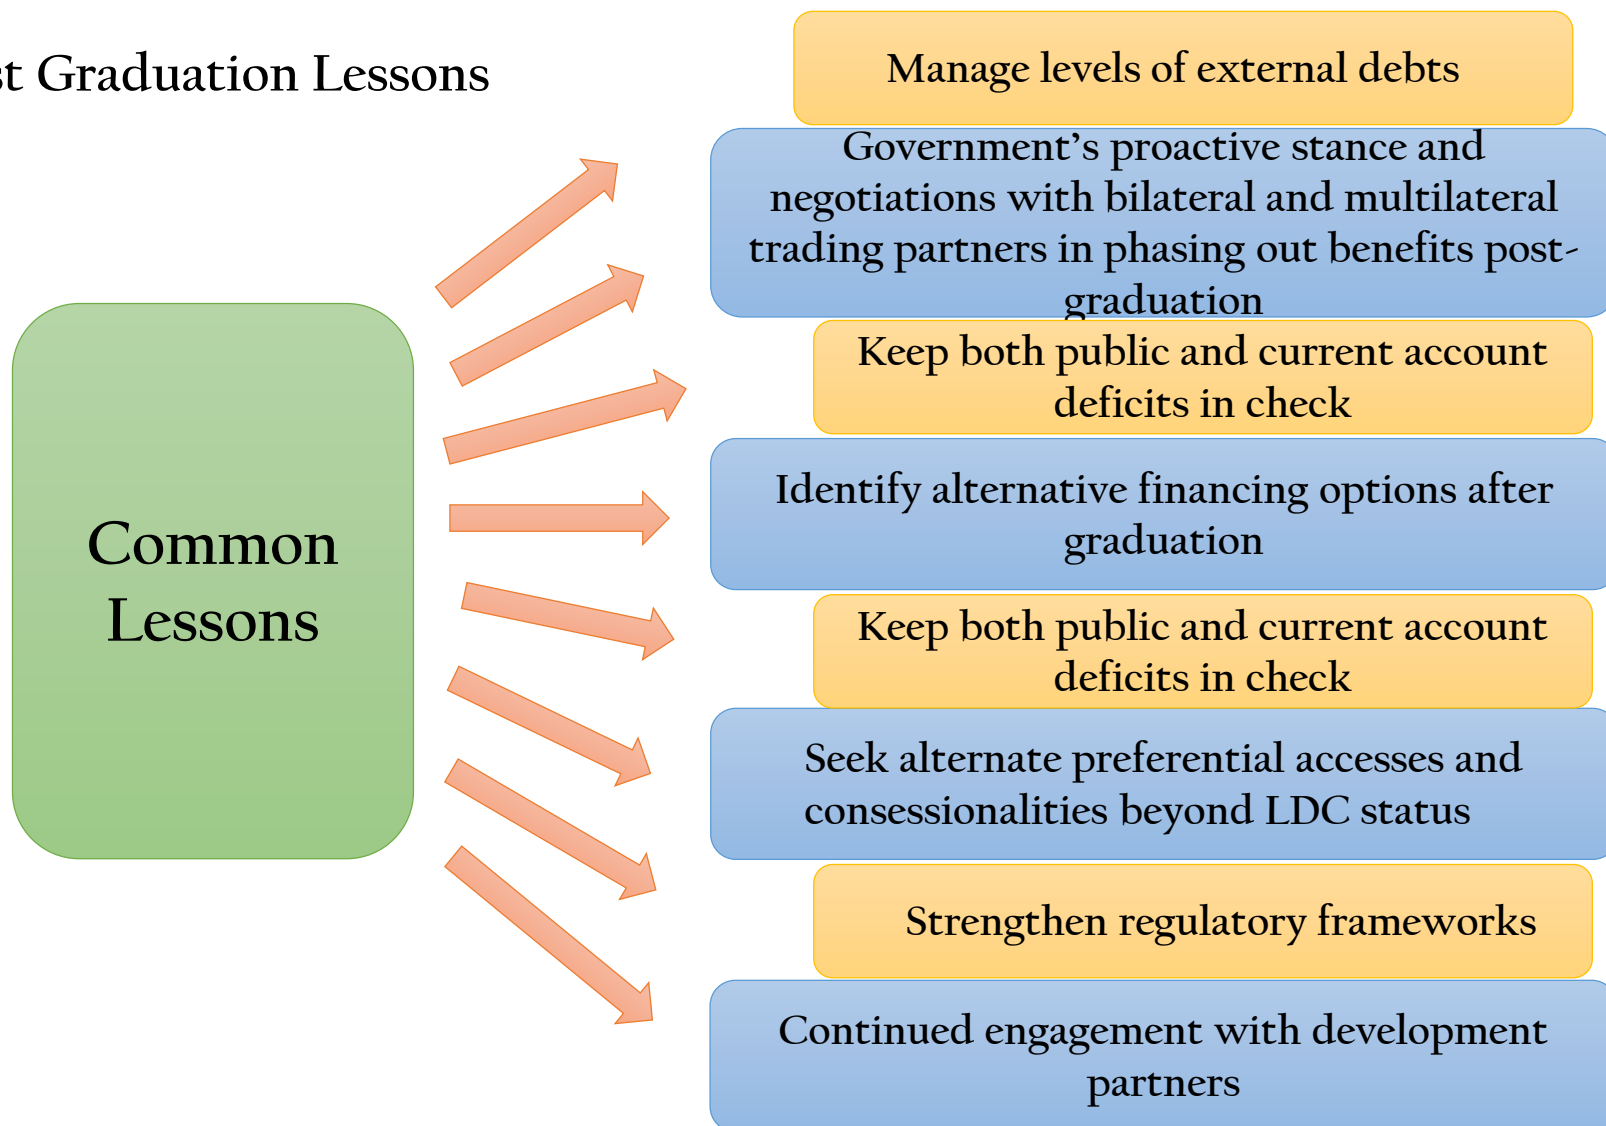 st Graduation Lessons
Common
Lessons
Manage levels of external debts
Government’s proactive stance and
negotiations with bilateral and multilateral
trading partners in phasing out benefits post-
graduation
Keep both public and current account
deficits in check
Identify alternative financing options after
graduation
Keep both public and current account
deficits in check
Seek alternate preferential accesses and
consessionalities beyond LDC status
Strengthen regulatory frameworks
Continued engagement with development
partners